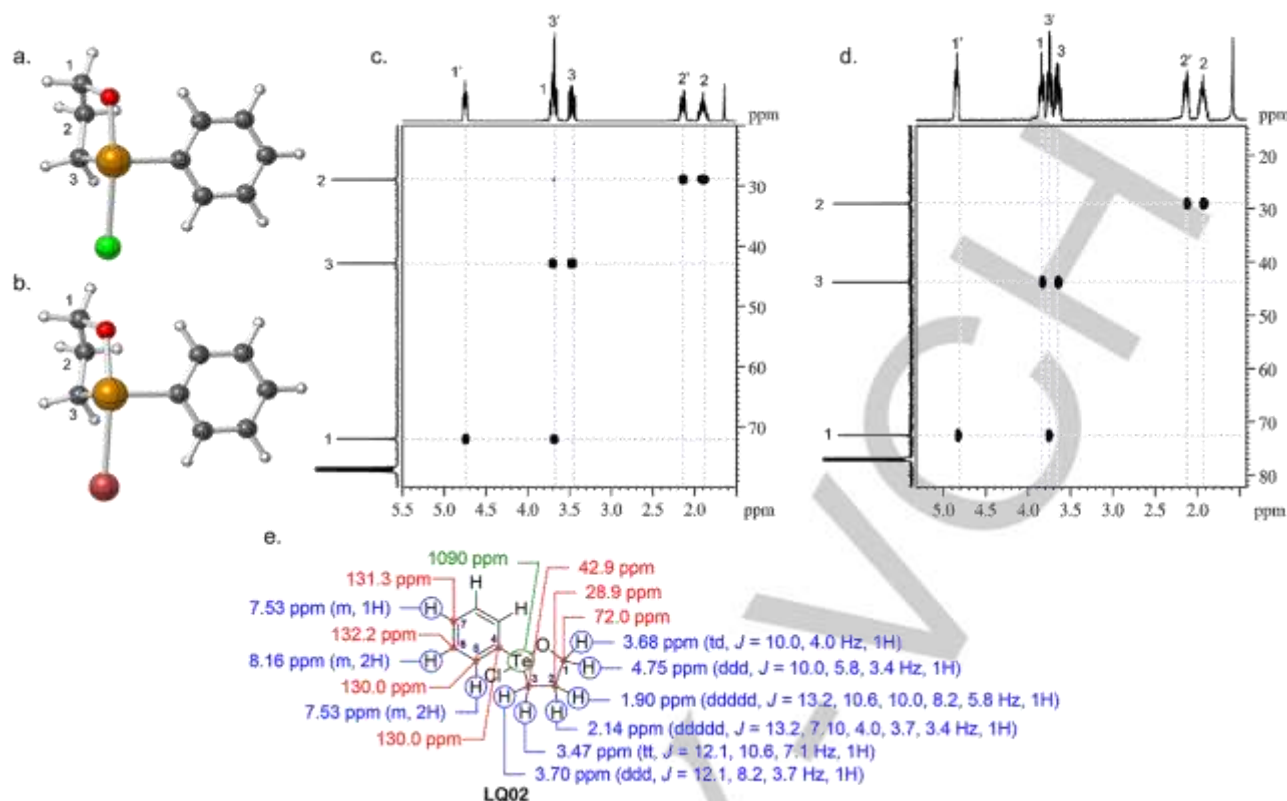 a.
1
2
3
b.
1
2
3
c.
1' 1 3' 3 2' 2
ppm
2
3
1
30
40
50
60
70
5.5 5.0 4.5 4.0 3.5 3.0 2.5 2.0 ppm
d.
1' 1 3' 3 2' 2
ppm
2
3
1
20
30
40
50
60
70
80
5.0 4.5 4.0 3.5 3.0 2.5 2.0 ppm
e.
1090 ppm
42.9 ppm
131.3 ppm
28.9 ppm
7.53 ppm (m, 1H)
72.0 ppm
132.2 ppm
3.68 ppm (td, J = 10.0, 4.0 Hz, 1H)
8.16 ppm (m, 2H)
4.75 ppm (ddd, J = 10.0, 5.8, 3.4 Hz, 1H)
130.0 ppm
1.90 ppm (ddddd, J = 13.2, 10.6, 10.0, 8.2, 5.8 Hz, 1H)
7.53 ppm (m, 2H)
2.14 ppm (ddddd, J = 13.2, 7 10, 4.0, 3.7, 3.4 Hz, 1H)
130.0 ppm
3.47 ppm (tt, J = 12.1, 10.6, 7.1 Hz, 1H)
3.70 ppm (ddd, J = 12.1, 8.2, 3.7 Hz, 1H)
H H H H H H H H H H H
Te O Cl
7 6 4 3 2 1
LQ02
VCH